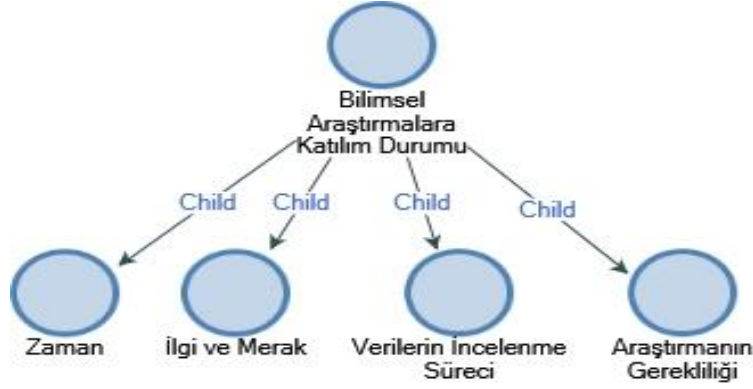 Bilimsel
Araştırmalara
Katılım Durumu
Child
Child
Child
Child
Zaman
İlgi ve Merak
Verilerin İncelenme
Süreci
Araştırmanın
Gerekliliği